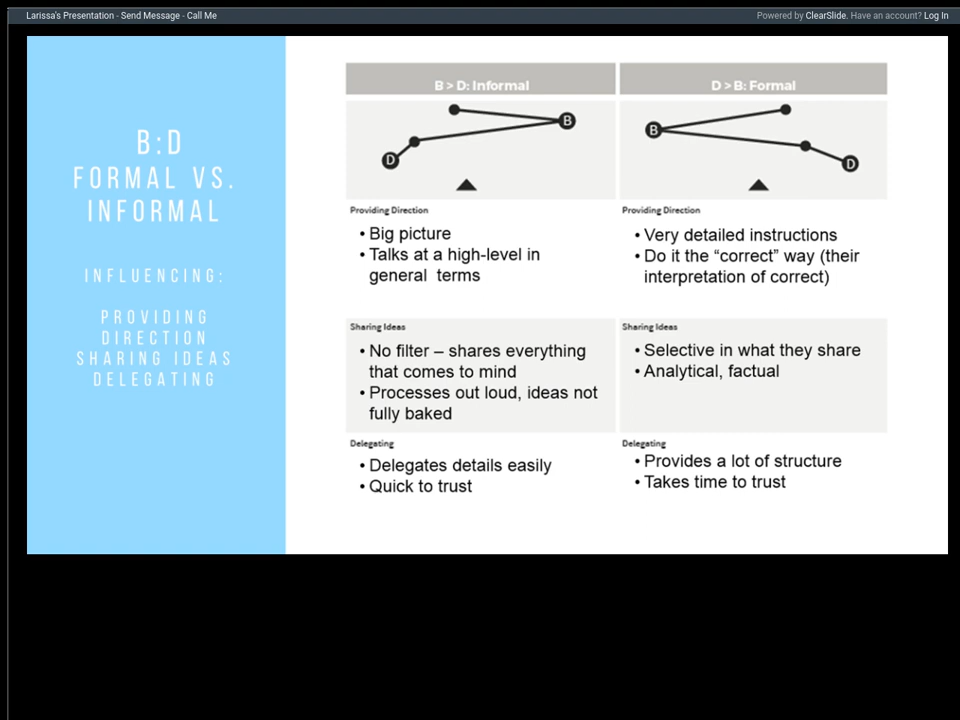 Larissa's Presentation - Send Message - Call Me
Powered by ClearSlide. Have an account? Log In
B:D
FORMAL VS.
INFORMAL
INFLUENCING:
PROVIDING
DIRECTION
SHARING IDEAS
DELEGATING
B > D: Informal
D > B: Formal
B
D
B
D
Providing Direction
• Big picture
• Talks at a high-level in
general terms
Providing Direction
• Very detailed instructions
• Do it the “correct” way (their
interpretation of correct)
Sharing Ideas
• No filter – shares everything
that comes to mind
• Processes out loud, ideas not
fully baked
Sharing Ideas
• Selective in what they share
• Analytical, factual
Delegating
• Delegates details easily
• Quick to trust
Delegating
• Provides a lot of structure
• Takes time to trust